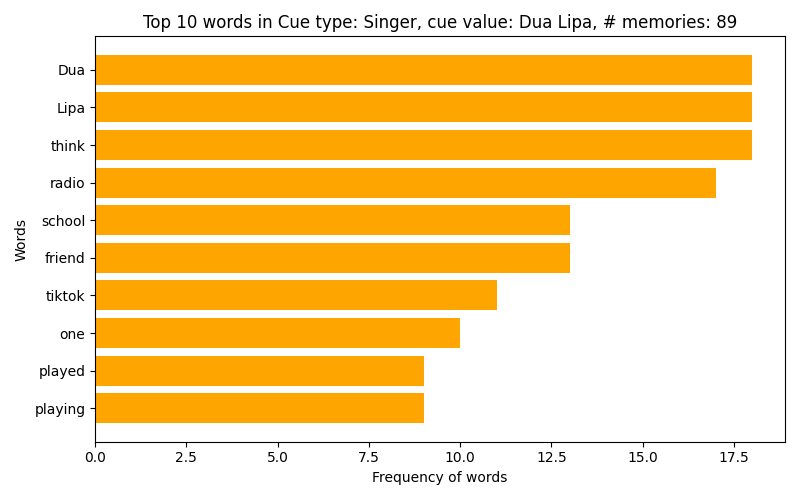 Top 10 words in Cue type: Singer, cue value: Dua Lipa, # memories: 89
Words
Dua
Lipa
think
radio
school
friend
tiktok
one
played
playing
0.0 2.5 5.0 7.5 10.0 12.5 15.0 17.5
Frequency of words